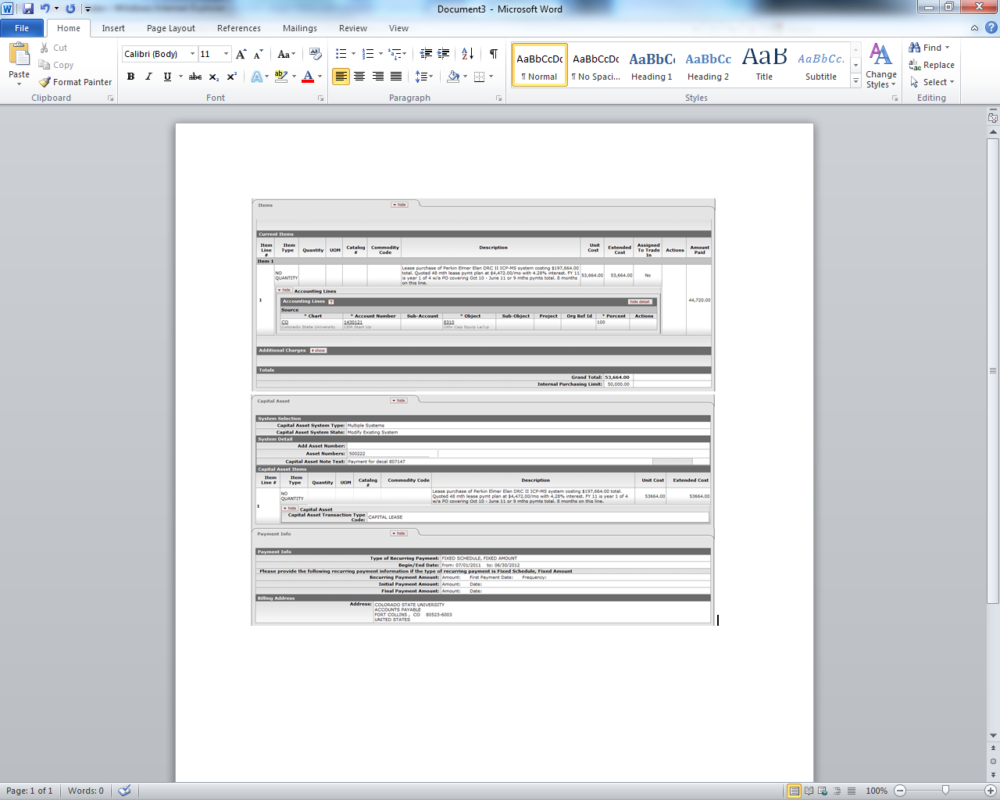 Document3 - Microsoft Word
File Home Insert Page Layout References Mailings Review View
Paste
Cut
Copy
Format Painter
Clipboard
Calibri (Body) 11
Font
Paragraph
AaBbCcDc AaBbCcDc AaBbCc AaBbCc AaB AaBbCc.
¶ Normal ¶ No Spaci... Heading 1 Heading 2 Title Subtitle
Change Styles
Styles
Find
Replace
Select
Editing
Items hide
Current Items
Item Line # Item Type Quantity UOM Catalog # Commodity Code Description Unit Cost Extended Cost Assigned To Trade In Actions Amount Paid
Item 1
1 NO QUANTITY
Lease purchase of Perkin Elmer Elan DRC II ICP-MS system costing $197,664.00
total. Quoted 48 mth lease pymt plan at $4,472.00/mo with 4.28% interest. FY 11
is year 1 of 4 w/a PO covering Oct 10 - June 11 or 9 mths pymts total. 8 months
on this line.
53,664.00 53,664.00 No 44,720.00
hide Accounting Lines
Accounting Lines ? hide detail
Source
* Chart * Account Number Sub-Account * Object Sub-Object Project Org Ref Id * Percent Actions
CO 1430121 8310 100
Colorado State University CEM Start Up Othr Cap Equip Ls/Lp
Additional Charges show
Totals
Grand Total: 53,664.00
Internal Purchasing Limit: 50,000.00
Capital Asset hide
System Selection
Capital Asset System Type: Multiple Systems
Capital Asset System State: Modify Existing System
System Detail
Add Asset Number:
Asset Numbers: 500222
Capital Asset Note Text: Payment for decal 807147
Capital Asset Items
Item Line # Item Type Quantity UOM Catalog # Commodity Code Description Unit Cost Extended Cost
1 NO QUANTITY
Lease purchase of Perkin Elmer Elan DRC II ICP-MS system costing $197,664.00 total.
Quoted 48 mth lease pymt plan at $4,472.00/mo with 4.28% interest. FY 11 is year 1 of 4
w/a PO covering Oct 10 - June 11 or 9 mths pymts total. 8 months on this line.
53664.00 53664.00
hide Capital Asset
Capital Asset Transaction Type Code: CAPITAL LEASE
Payment Info hide
Payment Info
Type of Recurring Payment: FIXED SCHEDULE, FIXED AMOUNT
Begin/End Date: from: 07/01/2011 to: 06/30/2012
Please provide the following recurring payment information if the type of recurring payment is Fixed Schedule, Fixed Amount
Recurring Payment Amount: Amount: First Payment Date: Frequency:
Initial Payment Amount: Amount: Date:
Final Payment Amount: Amount: Date:
Billing Address
Address: COLORADO STATE UNIVERSITY
ACCOUNTS PAYABLE
FORT COLLINS , CO 80523-6003
UNITED STATES
Page: 1 of 1 Words: 0 100%